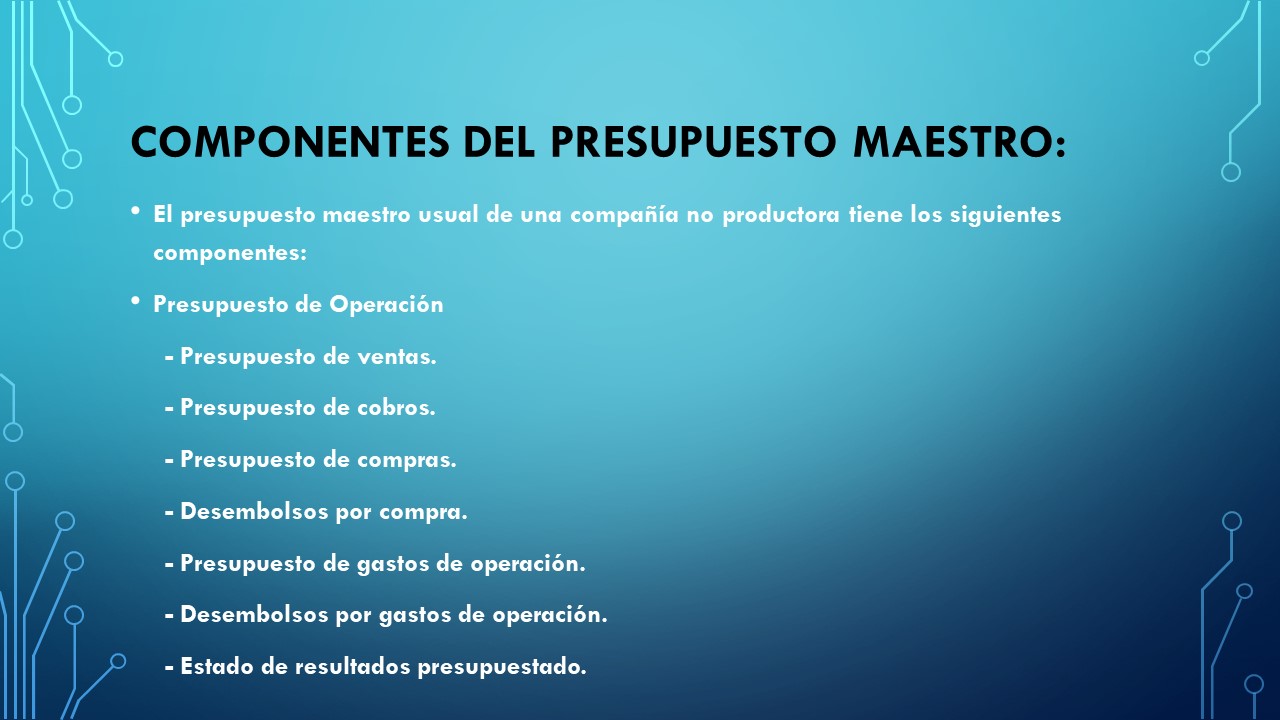 COMPONENTES DEL PRESUPUESTO MAESTRO:
• El presupuesto maestro usual de una compañía no productora tiene los siguientes
componentes:
• Presupuesto de Operación
- Presupuesto de ventas.
- Presupuesto de cobros.
- Presupuesto de compras.
- Desembolsos por compra.
- Presupuesto de gastos de operación.
- Desembolsos por gastos de operación.
- Estado de resultados presupuestado.